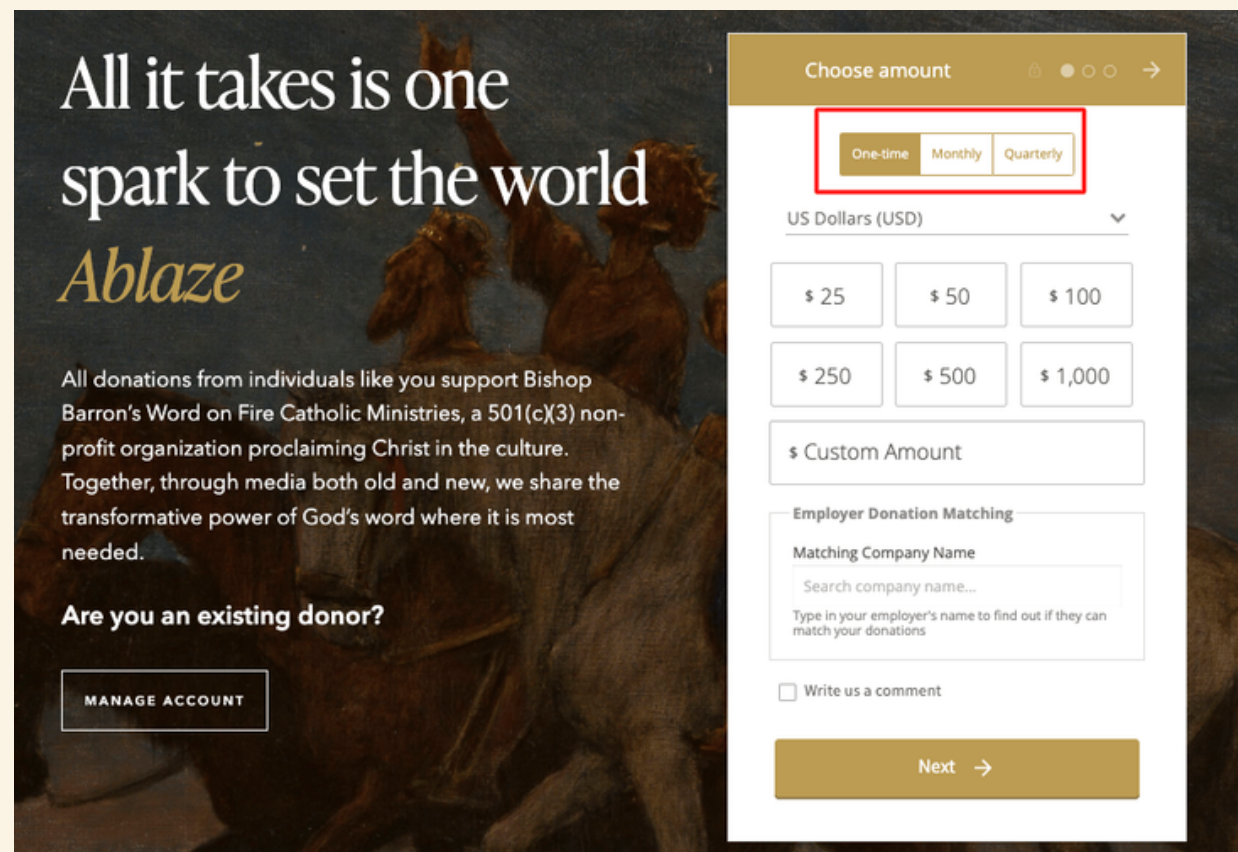 All it takes is one
spark to set the world
Ablaze
All donations from individuals like you support Bishop
Barron's Word on Fire Catholic Ministries, a 501(c)(3) non-
profit organization proclaiming Christ in the culture.
Together, through media both old and new, we share the
transformative power of God's word where it is most
needed.
Are you an existing donor?
MANAGE ACCOUNT
Choose amount
One-time Monthly Quarterly
US Dollars (USD)
$ 25 $ 50 $ 100
$ 250 $ 500 $ 1,000
$ Custom Amount
Employer Donation Matching
Matching Company Name
Search company name...
Type in your employer's name to find out if they can
match your donations
Write us a comment
Next